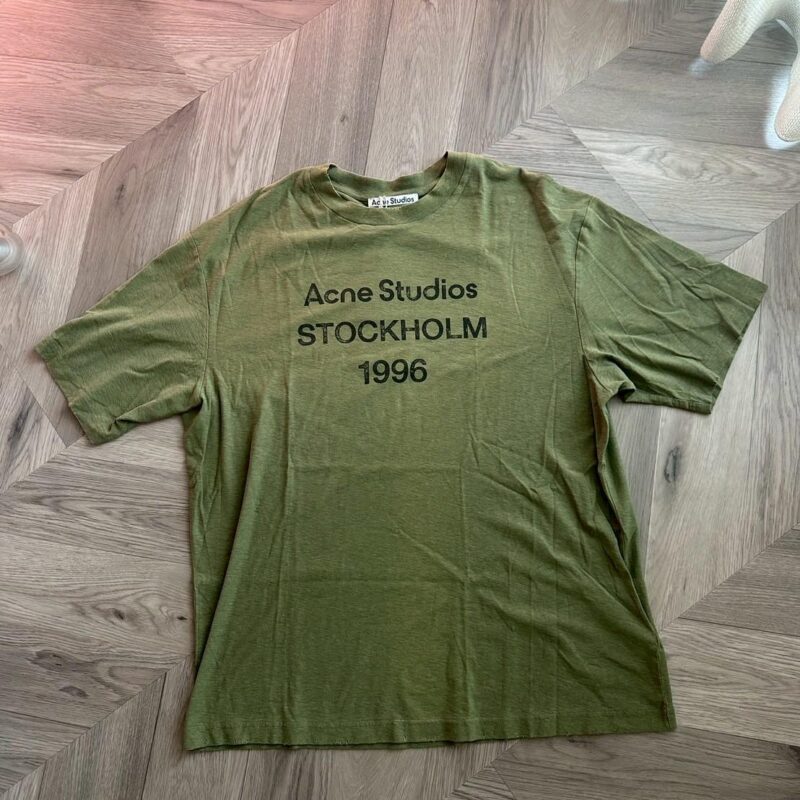 Acne Studios
Acne Studios
STOCKHOLM
1996